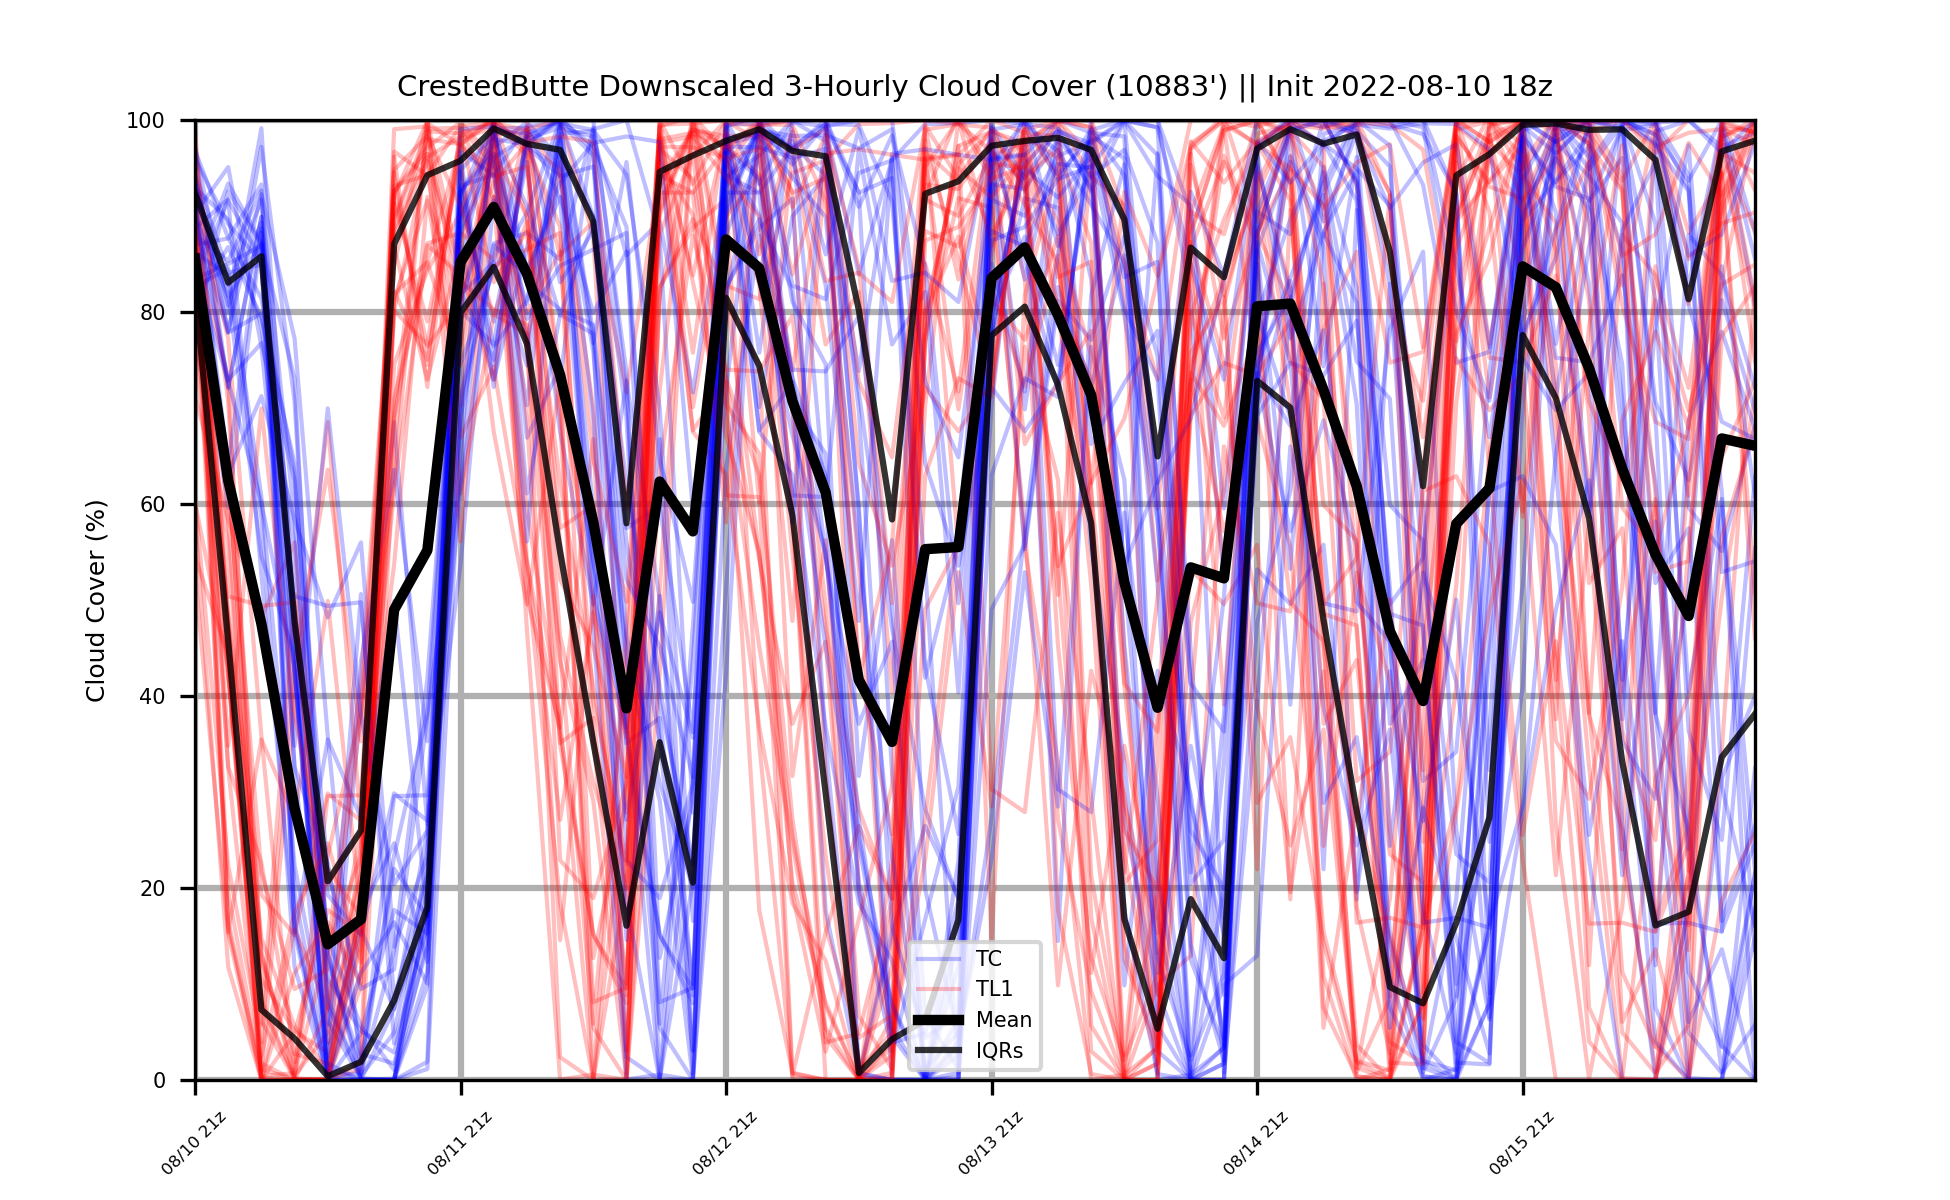 CrestedButte Downscaled 3-Hourly Cloud Cover (10883') || Init 2022-08-10 18z
Cloud Cover (%)
100
80
60
40
20
0
TC
TL1
Mean
IQRs
08/10 21z
08/11 21z
08/12 21z
08/13 21z
08/14 21z
08/15 21z